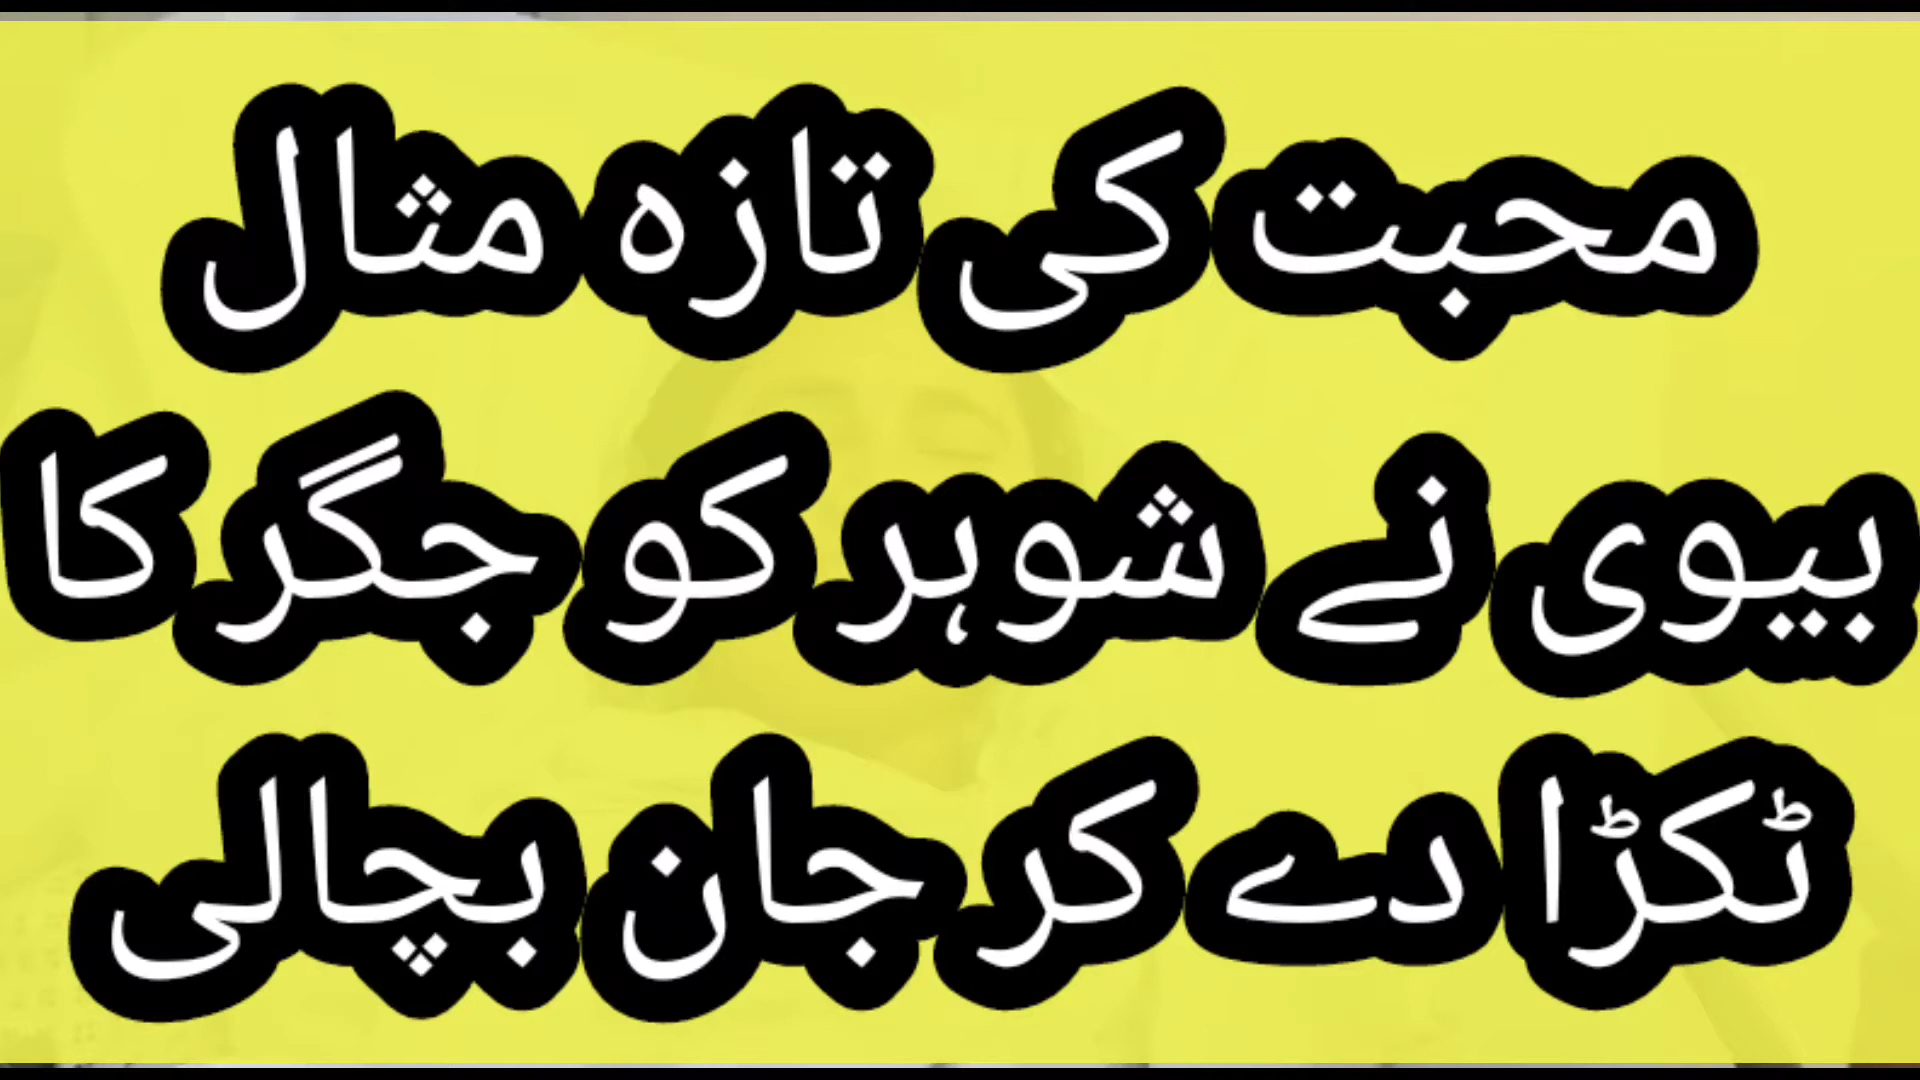 محبت کی تازہ مثال
بیوی نے شوہر کو جگر کا
ٹکڑا دے کر جان بچالی